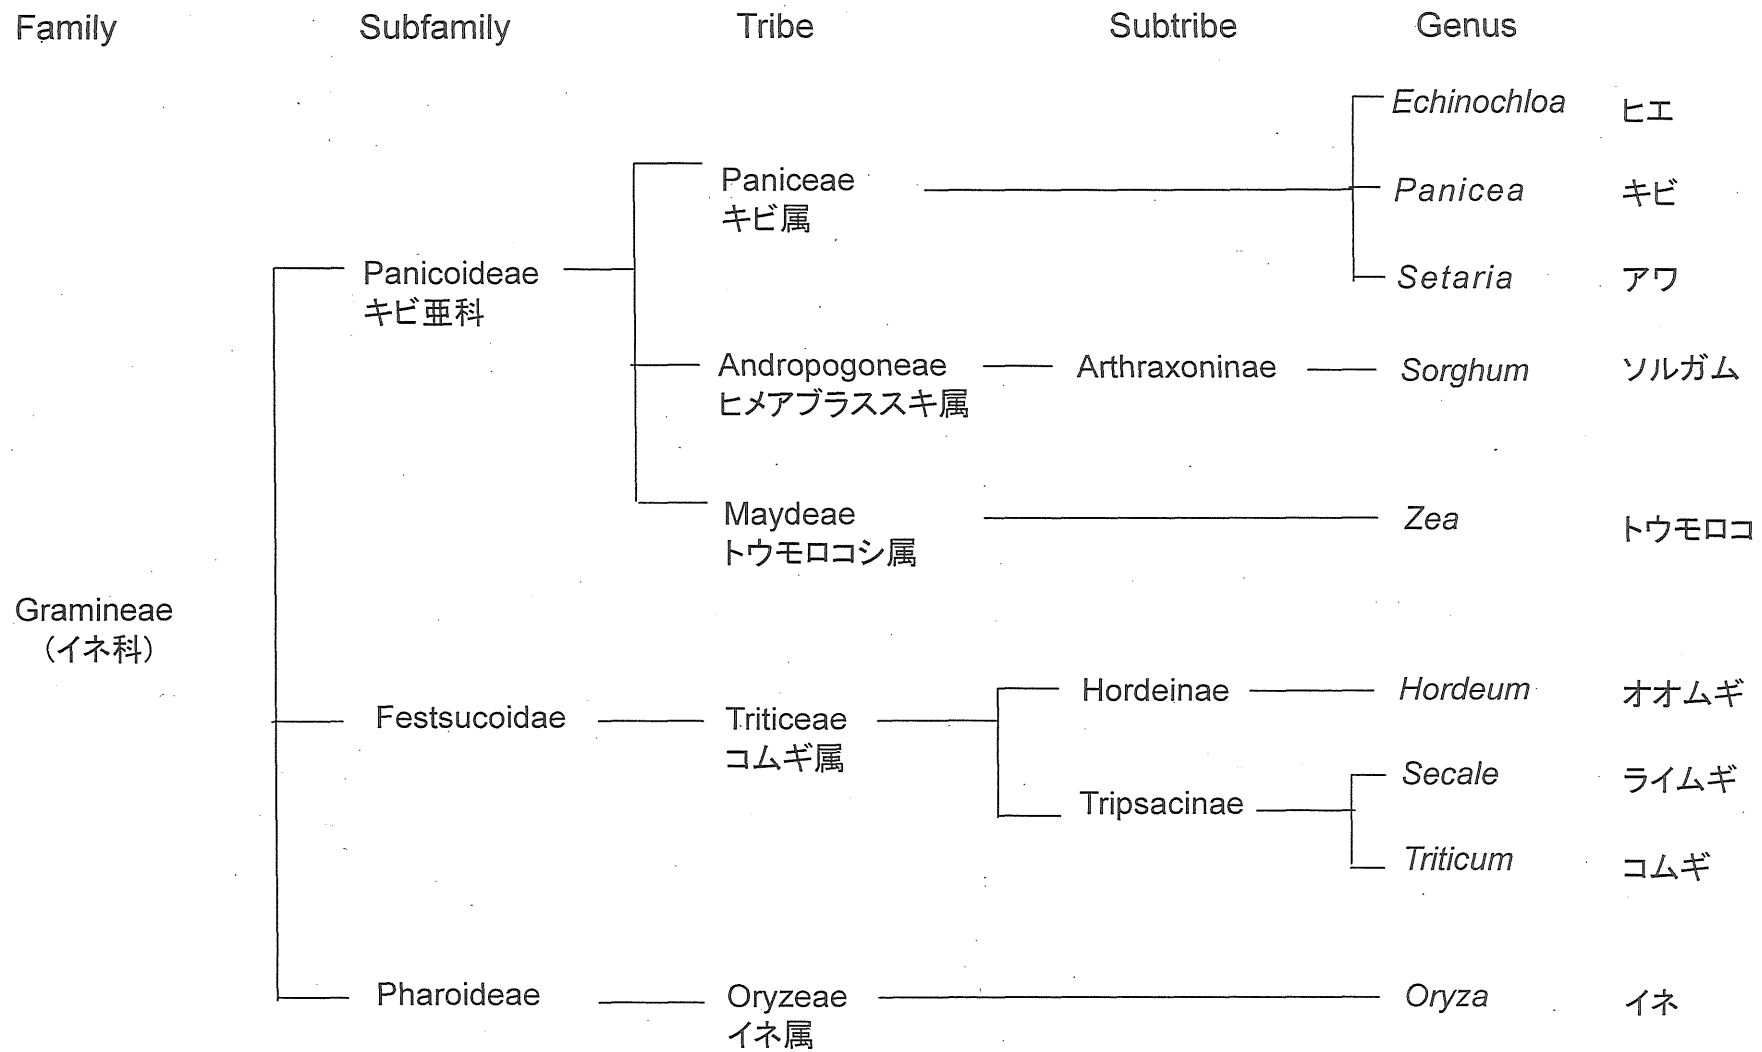 Family Subfamily Tribe Subtribe Genus
Echinochloa ヒエ
Paniceae
キビ属
Panicea キビ
Setaria アワ
Panicoideae
キビ亜科
Andropogoneae Arthraxoninae Sorghum ソルガム
ヒメアブラススキ属
Maydeae Zea トウモロコ
トウモロコシ属
Gramineae
(イネ科)
Hordeinae Hordeum オオムギ
Festsucoidae Triticeae
コムギ属
Secale ライムギ
Tripsacinae
Triticum コムギ
Pharoideae Oryzeae Oryza イネ
イネ属